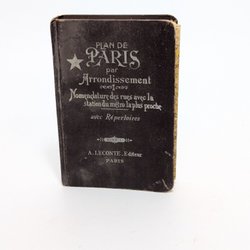 PLAN DE
PARIS
par
Arrondissement
Nomenclature des rues avec la
station du métro la plus proche
avec Répertoires
A. LECONTE, Editeur
PARIS